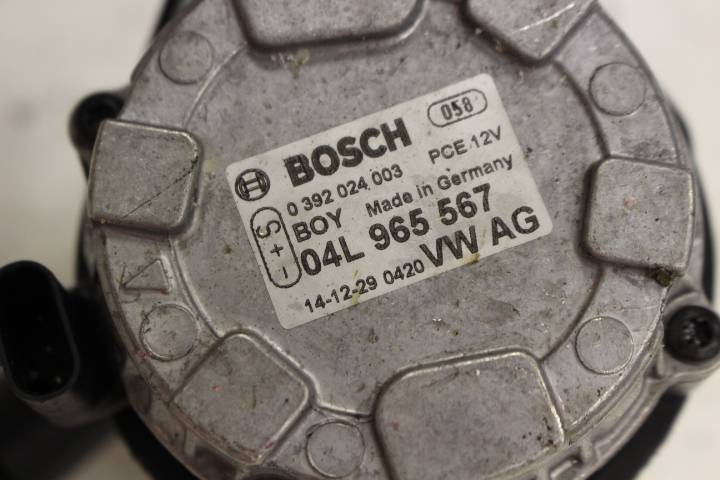 058
BOSCH
0 392 024 003 PCE 12V
BOY Made in Germany
S + -
04L 965 567
14-12-29 0420 VW AG